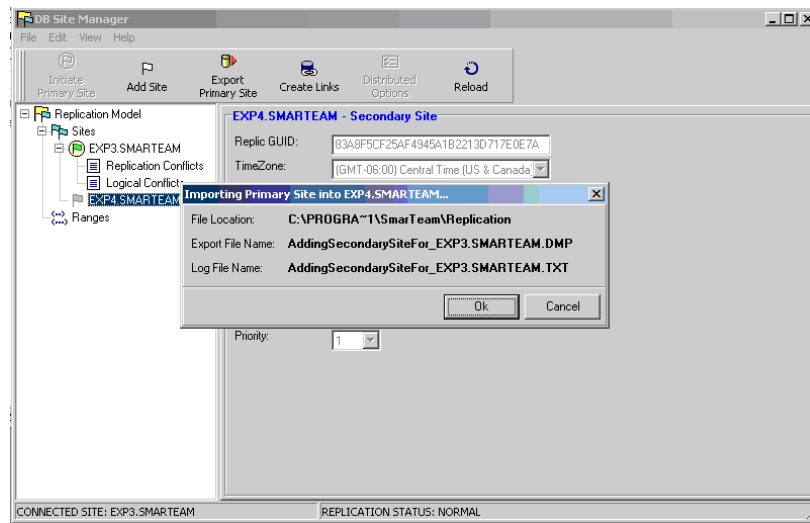 DB Site Manager
File Edit View Help
Initiate Primary Site
Add Site
Export Primary Site
Create Links
Distributed Options
Reload
Replication Model
Sites
EXP3.SMARTEAM
Replication Conflicts
Logical Conflicts
EXP4.SMARTEAM
Ranges
EXP4.SMARTEAM - Secondary Site
Replic GUID: 83A8F5CF25AF4945A1B2213D717E0E7A
TimeZone: (GMT-06:00) Central Time (US & Canada)
Importing Primary Site into EXP4.SMARTEAM...
File Location: C:\PROGRA~1\SmarTeam\Replication
Export File Name: AddingSecondarySiteFor_EXP3.SMARTEAM.DMP
Log File Name: AddingSecondarySiteFor_EXP3.SMARTEAM.TXT
Ok Cancel
Priority: 1
CONNECTED SITE: EXP3.SMARTEAM REPLICATION STATUS: NORMAL